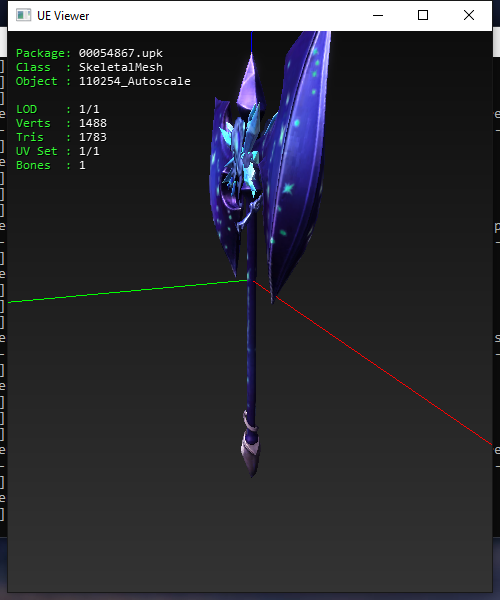 UE Viewer
Package: 00054867.upk
Class  : SkeletalMesh
Object : 110254_Autoscale
LOD    : 1/1
Verts  : 1488
Tris   : 1783
UV Set : 1/1
Bones  : 1